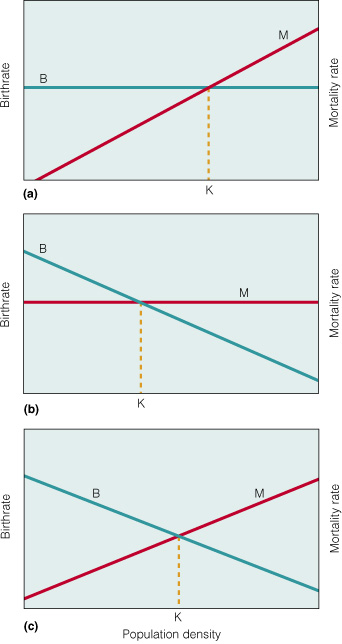 Birthrate
B
M
Mortality rate
(a)
K
Birthrate
B
M
Mortality rate
(b)
K
Birthrate
B
M
Mortality rate
(c)
K
Population density